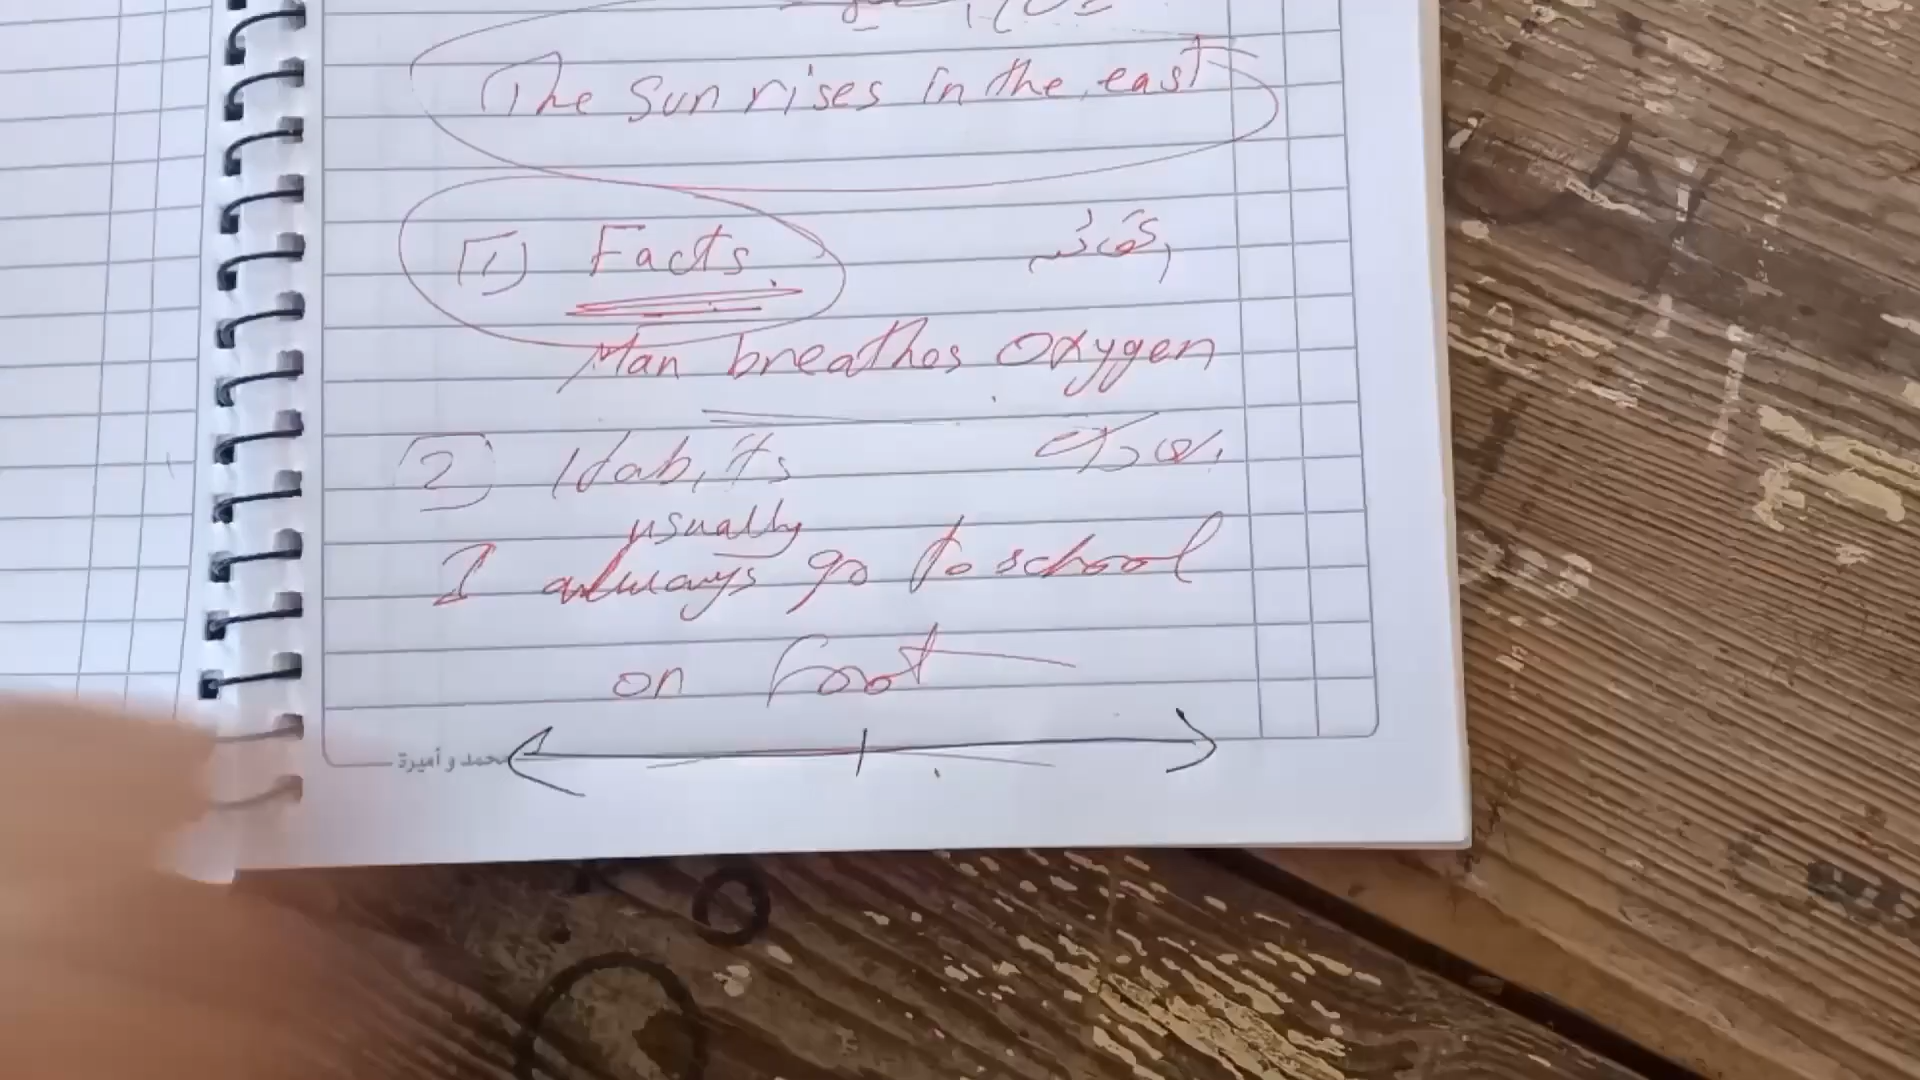 The sun rises in the east
1 Facts حقائق
Man breathes oxygen
2 Habits
usually
I always go to school
on foot
محمد و أميرة